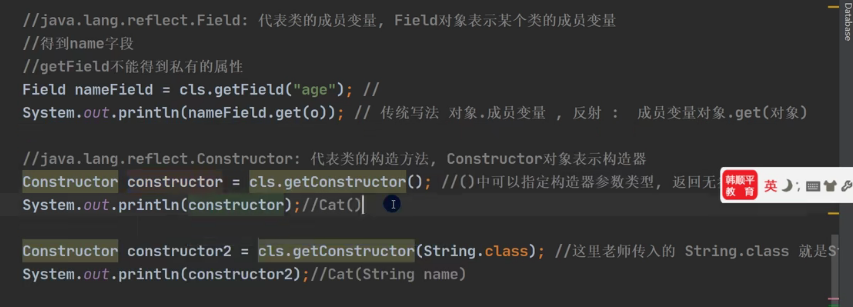 Database
//java.lang.reflect.Field: 代表类的成员变量, Field对象表示某个类的成员变量
//得到name字段
//getField不能得到私有的属性
Field nameField = cls.getField("age"); //
System.out.println(nameField.get(o)); // 传统写法 对象.成员变量 , 反射 : 成员变量对象.get(对象)
//java.lang.reflect.Constructor: 代表类的构造方法, Constructor对象表示构造器
Constructor constructor = cls.getConstructor(); //()中可以指定构造器参数类型, 返回无
韩顺平
教育
英
System.out.println(constructor);//Cat()
Constructor constructor2 = cls.getConstructor(String.class); //这里老师传入的 String.class 就是S
System.out.println(constructor2);//Cat(String name)